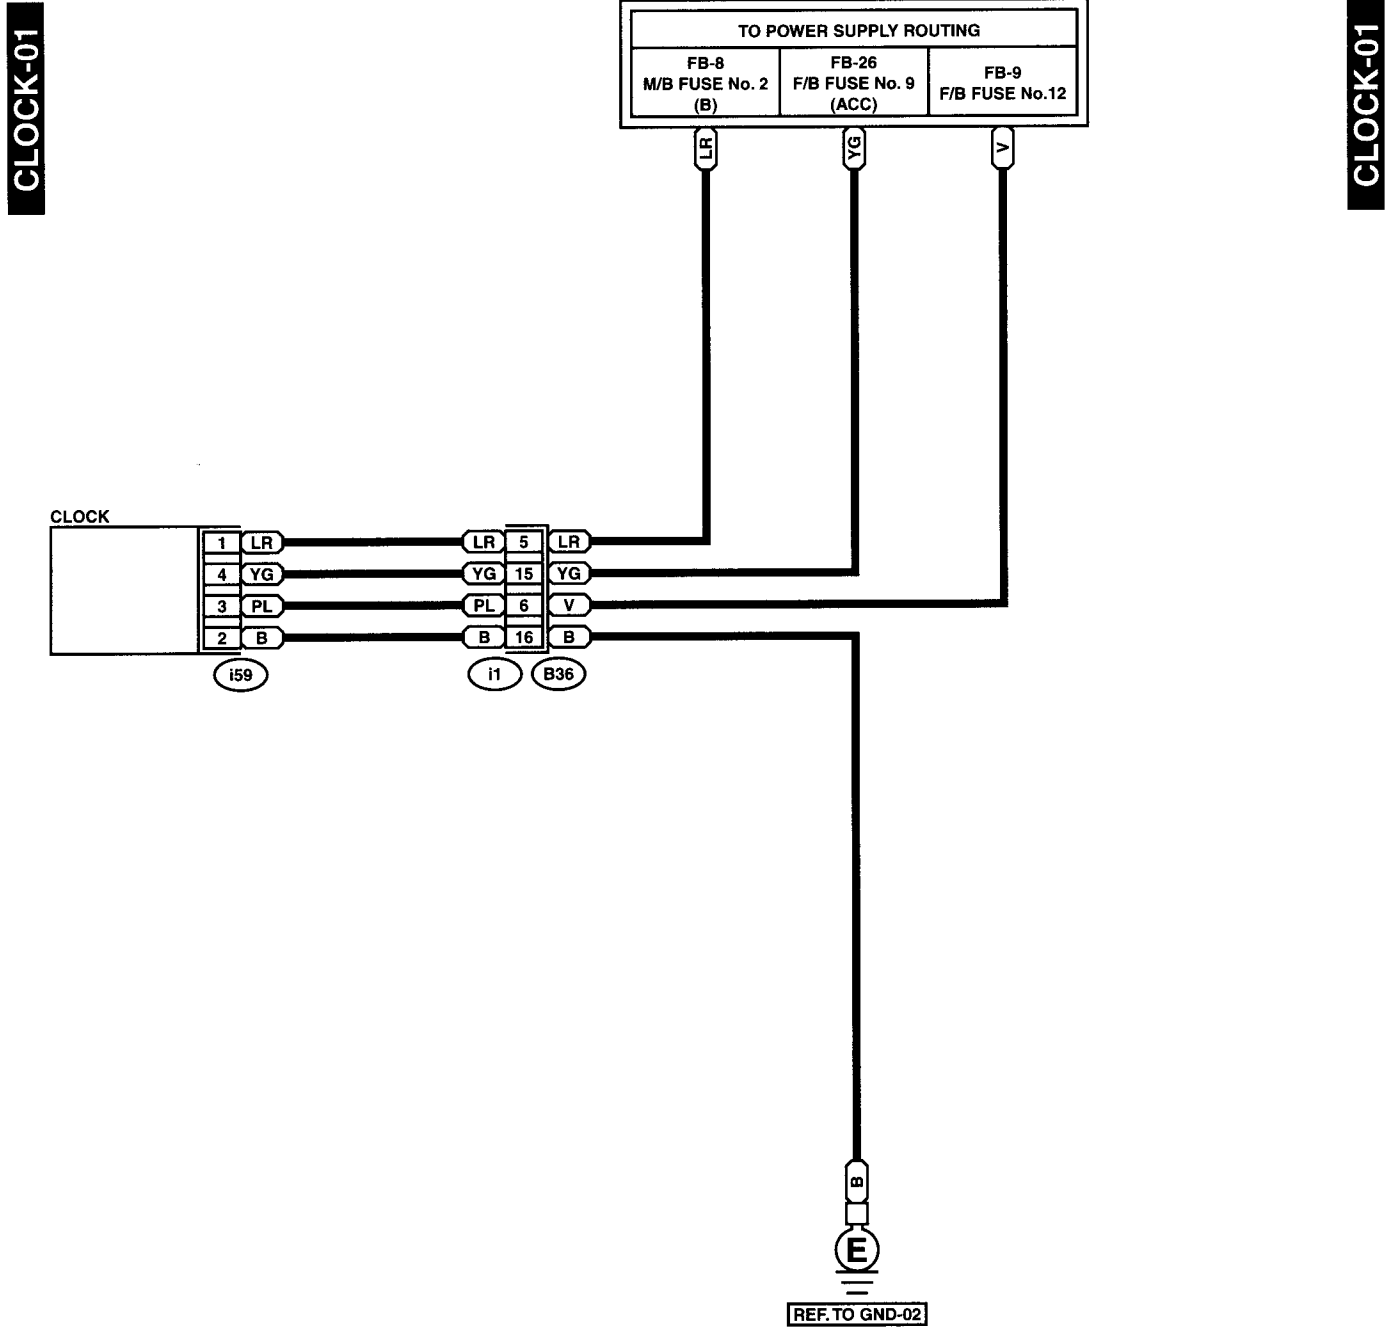 CLOCK-01
CLOCK-01
TO POWER SUPPLY ROUTING
FB-8
M/B FUSE No. 2
(B)
FB-26
F/B FUSE No. 9
(ACC)
FB-9
F/B FUSE No.12
LR
YG
V
CLOCK
1 LR LR 5 LR
4 YG YG 15 YG
3 PL PL 6 V
2 B B 16 B
i59 i1 B36
B
E
REF. TO GND-02